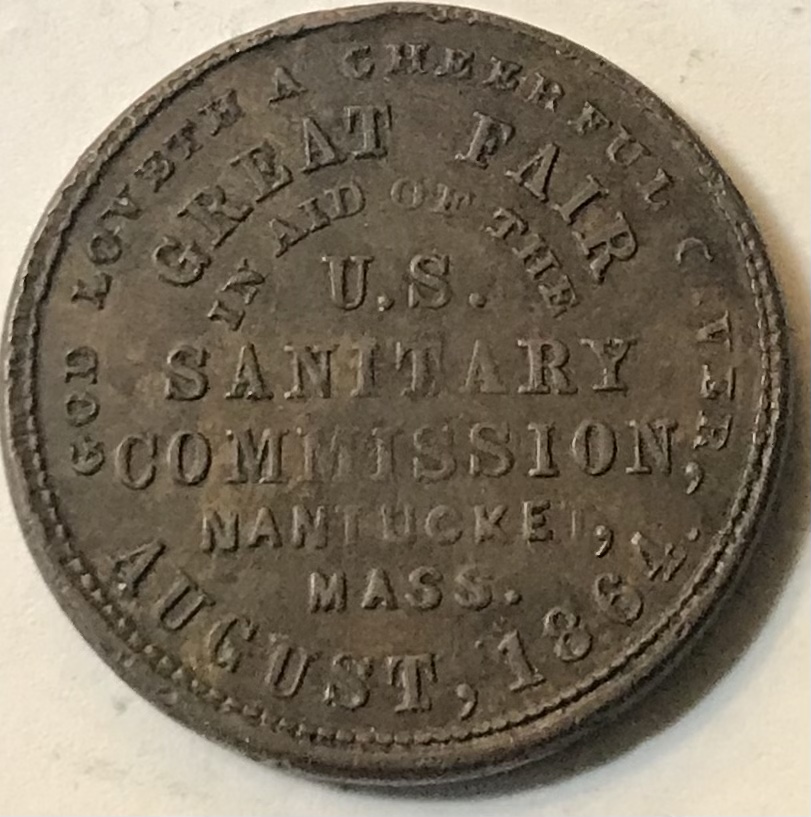 GOD LOVETH A CHEERFUL GIVER,
GREAT FAIR
IN AID OF THE
U.S.
SANITARY
COMMISSION,
NANTUCKET,
MASS.
AUGUST, 1864.